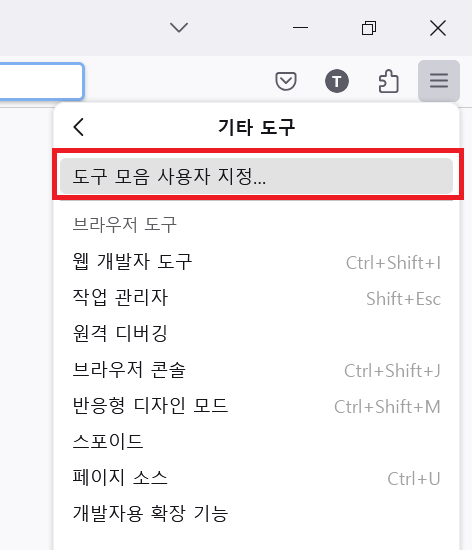 T
기타 도구
도구 모음 사용자 지정...
브라우저 도구
웹 개발자 도구 Ctrl+Shift+I
작업 관리자 Shift+Esc
원격 디버깅
브라우저 콘솔 Ctrl+Shift+J
반응형 디자인 모드 Ctrl+Shift+M
스포이드
페이지 소스 Ctrl+U
개발자용 확장 기능